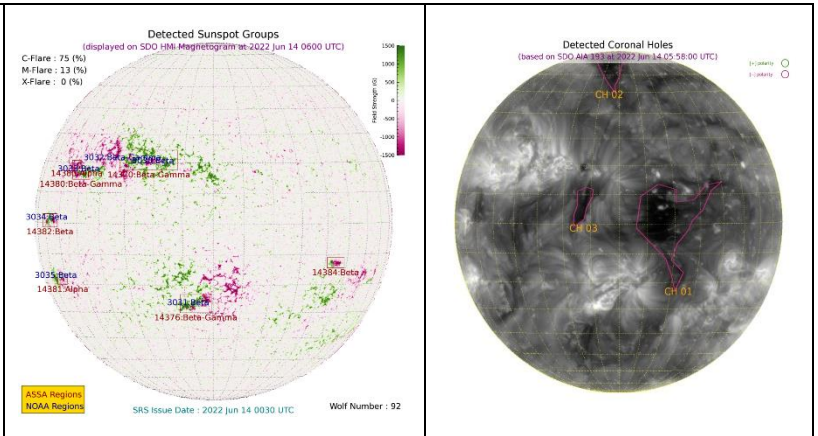 Detected Sunspot Groups
(displayed on SDO HMI Magnetogram at 2022 Jun 14 0600 UTC)
C-Flare : 75 (%)
M-Flare : 13 (%)
X-Flare : 0 (%)
1500
1000
500
0
-500
-1000
-1500
Field Strength (G)
14380:Beta-Gamma
3034:Beta
14382:Beta
3035:Beta
14381:Alpha
14384:Beta
3031:Beta
14376:Beta-Gamma
ASSA Regions
NOAA Regions
SRS Issue Date : 2022 Jun 14 0030 UTC
Wolf Number : 92
Detected Coronal Holes
(based on SDO AIA 193 at 2022 Jun 14 05:58:00 UTC)
[+] polarity
[-] polarity
CH 02
CH 03
CH 01